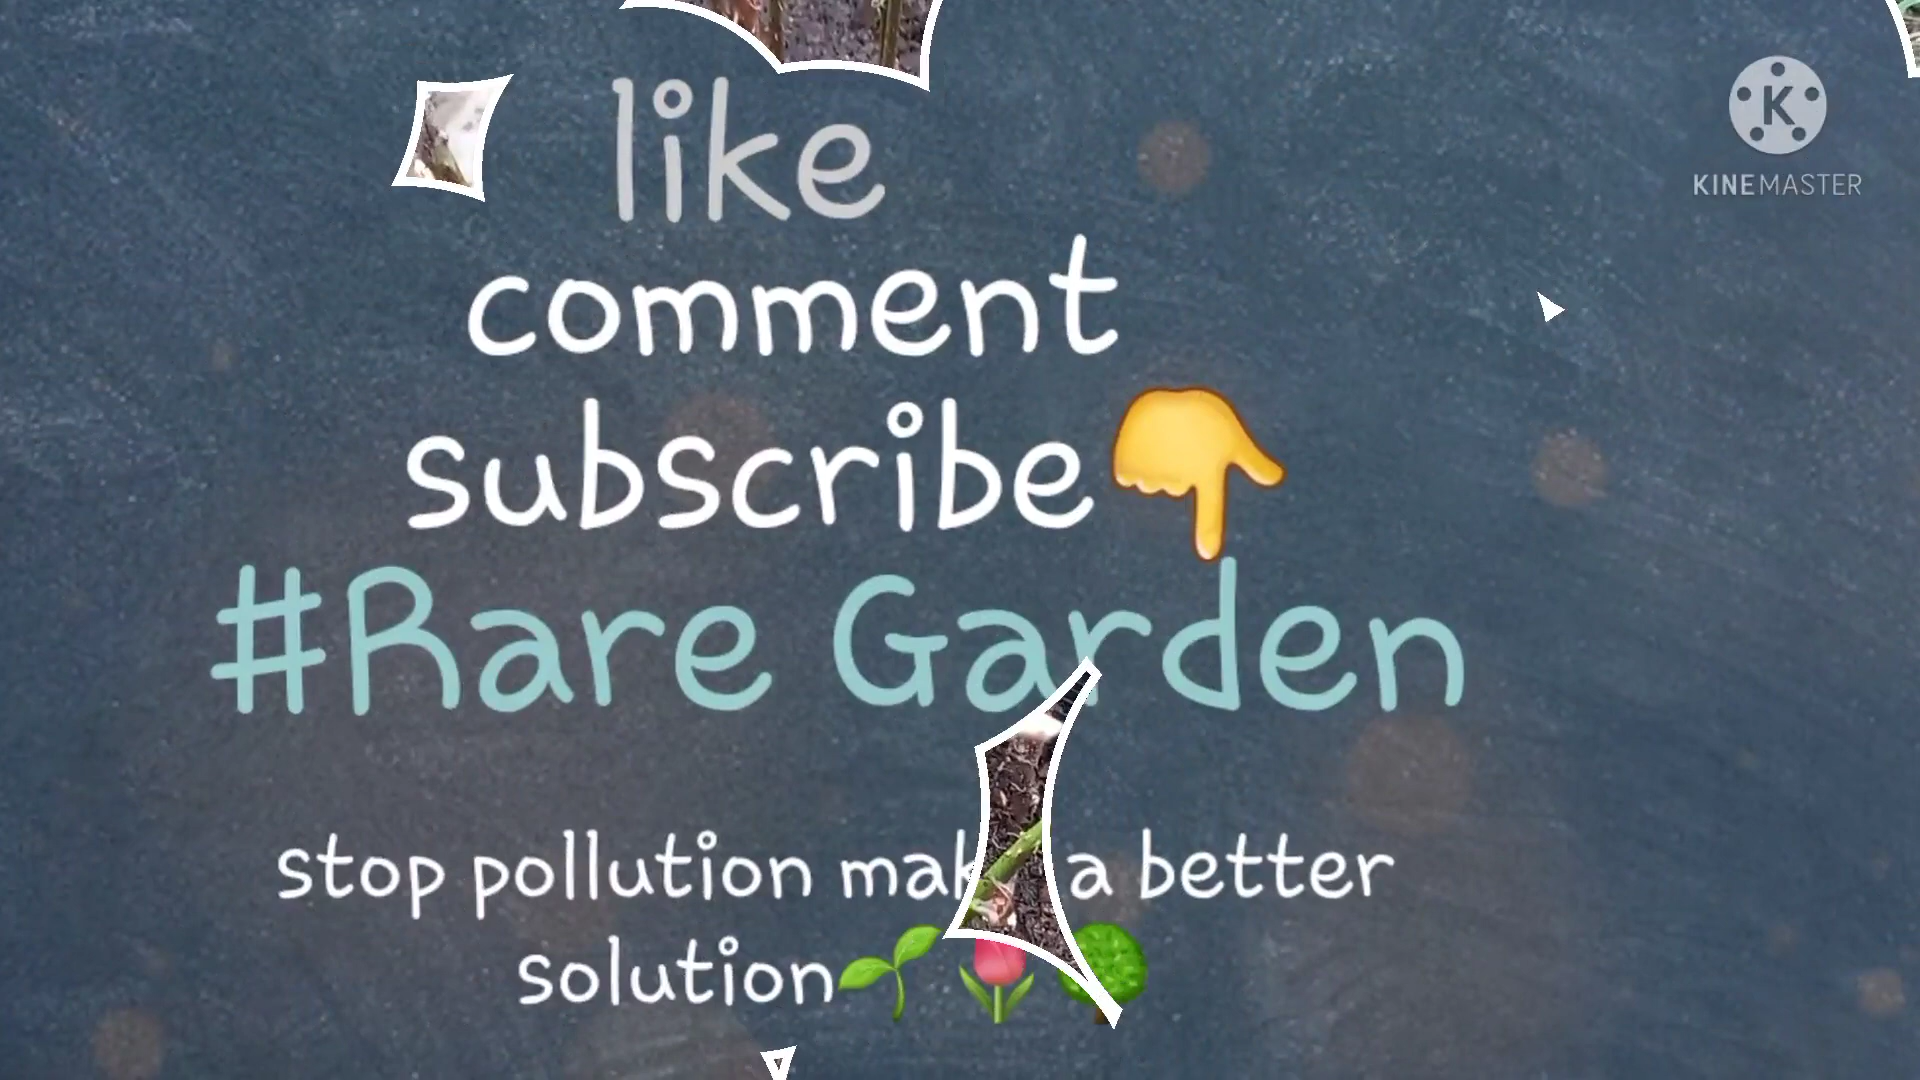 like
comment
subscribe👇
#Rare Garden
stop pollution a better
solution🌱🌷🌳
KINEMASTER